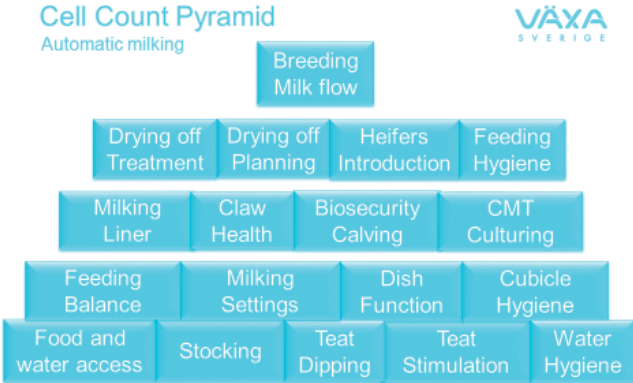 Cell Count Pyramid
Automatic milking
VÄXA
SVERIGE
Breeding
Milk flow
Drying off
Treatment
Drying off
Planning
Heifers
Introduction
Feeding
Hygiene
Milking
Liner
Claw
Health
Biosecurity
Calving
CMT
Culturing
Feeding
Balance
Milking
Settings
Dish
Function
Cubicle
Hygiene
Food and
water access
Stocking
Teat
Dipping
Teat
Stimulation
Water
Hygiene